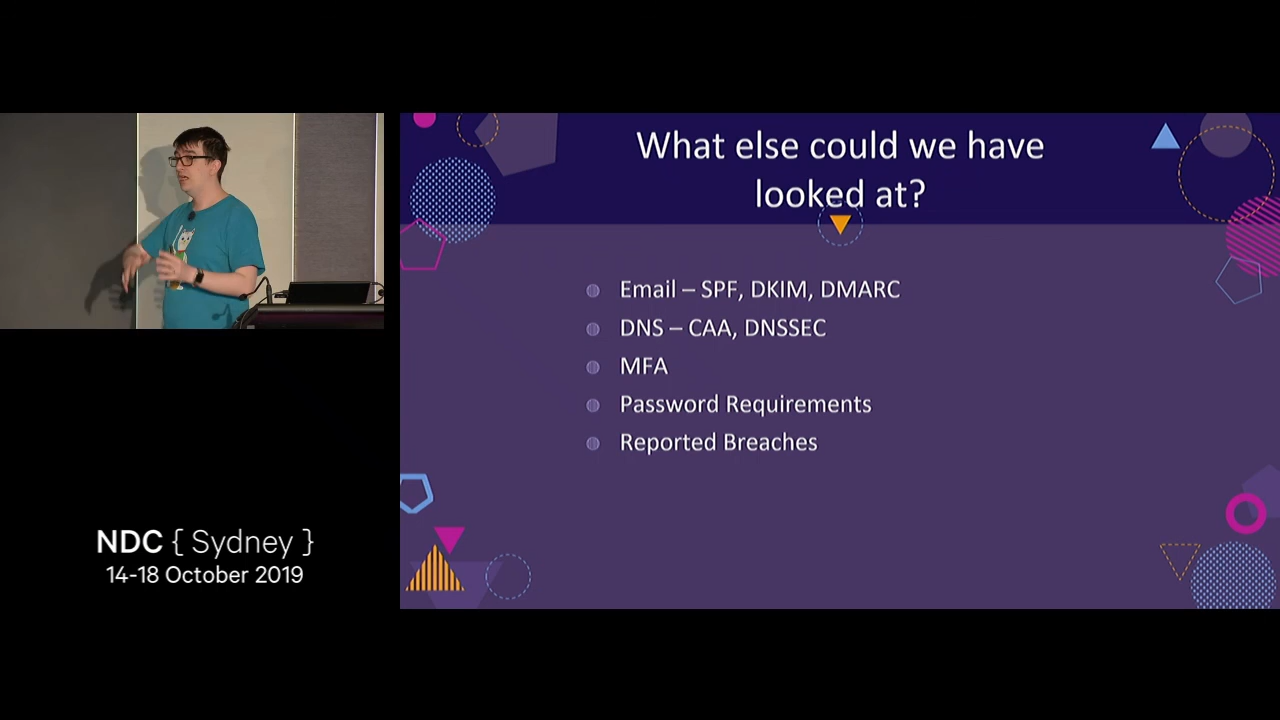 What else could we have
looked at?
Email – SPF, DKIM, DMARC
DNS – CAA, DNSSEC
MFA
Password Requirements
Reported Breaches
NDC { Sydney }
14-18 October 2019